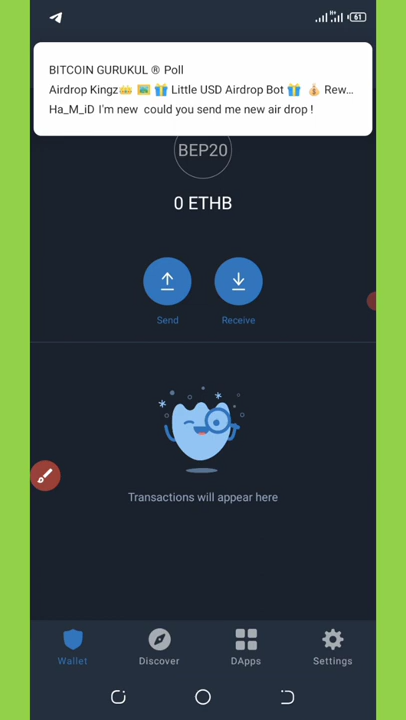 61
BITCOIN GURUKUL ® Poll
Airdrop Kingz👑 🖼️ 🎁 Little USD Airdrop Bot 🎁 💰 Rew...
Ha_M_iD I'm new could you send me new air drop !
BEP20
0 ETHB
Send
Receive
Transactions will appear here
Wallet
Discover
DApps
Settings